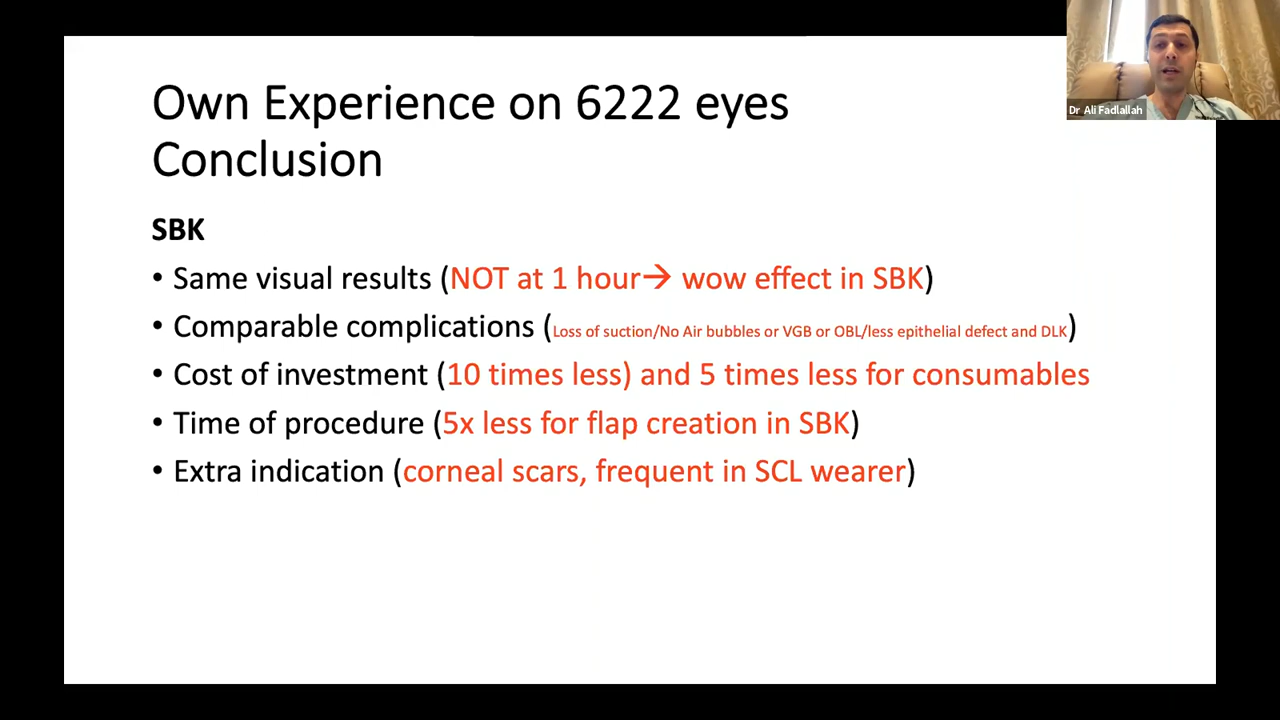 Own Experience on 6222 eyes
Conclusion
SBK
• Same visual results (NOT at 1 hour→ wow effect in SBK)
• Comparable complications (Loss of suction/No Air bubbles or VGB or OBL/less epithelial defect and DLK)
• Cost of investment (10 times less) and 5 times less for consumables
• Time of procedure (5x less for flap creation in SBK)
• Extra indication (corneal scars, frequent in SCL wearer)
Dr Ali Fadlallah